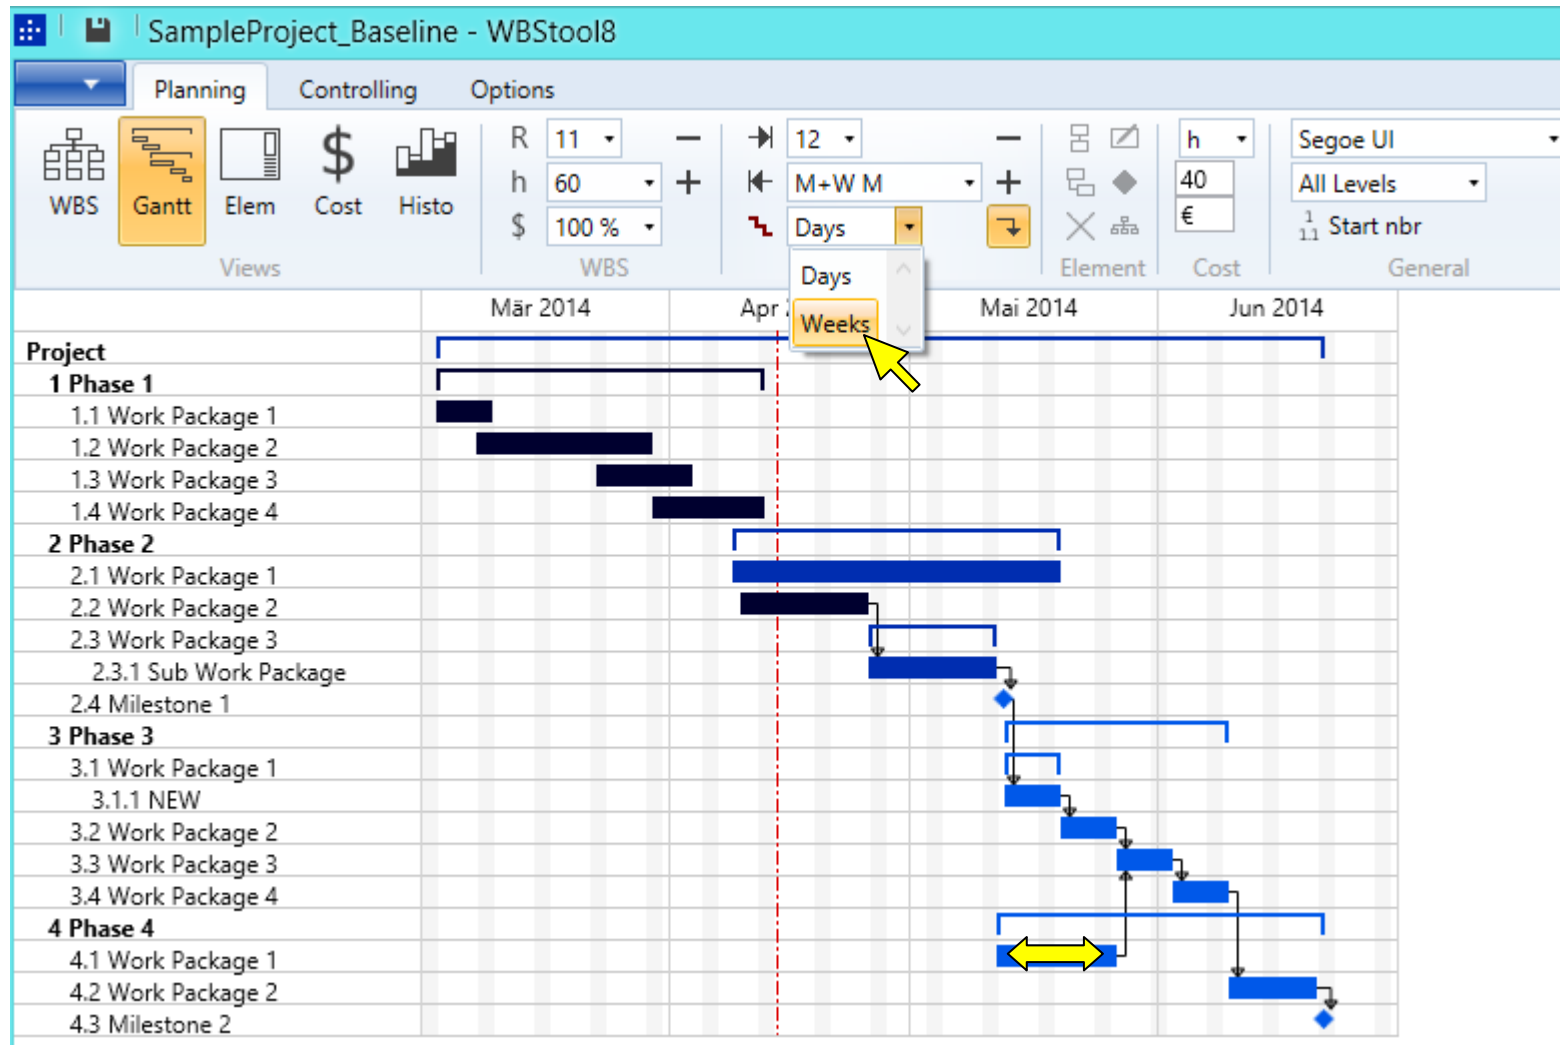 SampleProject_Baseline - WBStool8
Planning Controlling Options
R 11 12 h Segoe UI
h 60 M+W M 40 All Levels
WBS Gantt Elem Cost Histo
$ 100 % Days € 1 1.1 Start nbr
Views WBS Element Cost General
Days
Weeks
Mär 2014 Apr Mai 2014 Jun 2014
Project
1 Phase 1
1.1 Work Package 1
1.2 Work Package 2
1.3 Work Package 3
1.4 Work Package 4
2 Phase 2
2.1 Work Package 1
2.2 Work Package 2
2.3 Work Package 3
2.3.1 Sub Work Package
2.4 Milestone 1
3 Phase 3
3.1 Work Package 1
3.1.1 NEW
3.2 Work Package 2
3.3 Work Package 3
3.4 Work Package 4
4 Phase 4
4.1 Work Package 1
4.2 Work Package 2
4.3 Milestone 2